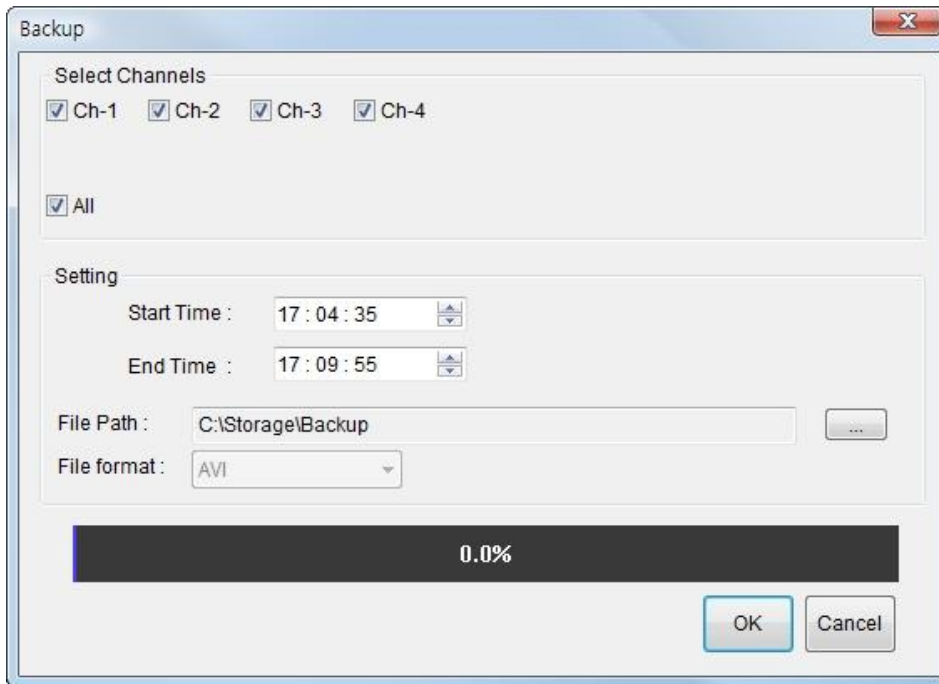 Backup
Select Channels
Ch-1 Ch-2 Ch-3 Ch-4
All
Setting
Start Time : 17 : 04 : 35
End Time : 17 : 09 : 55
File Path : C:\Storage\Backup ...
File format : AVI
0.0%
OK Cancel